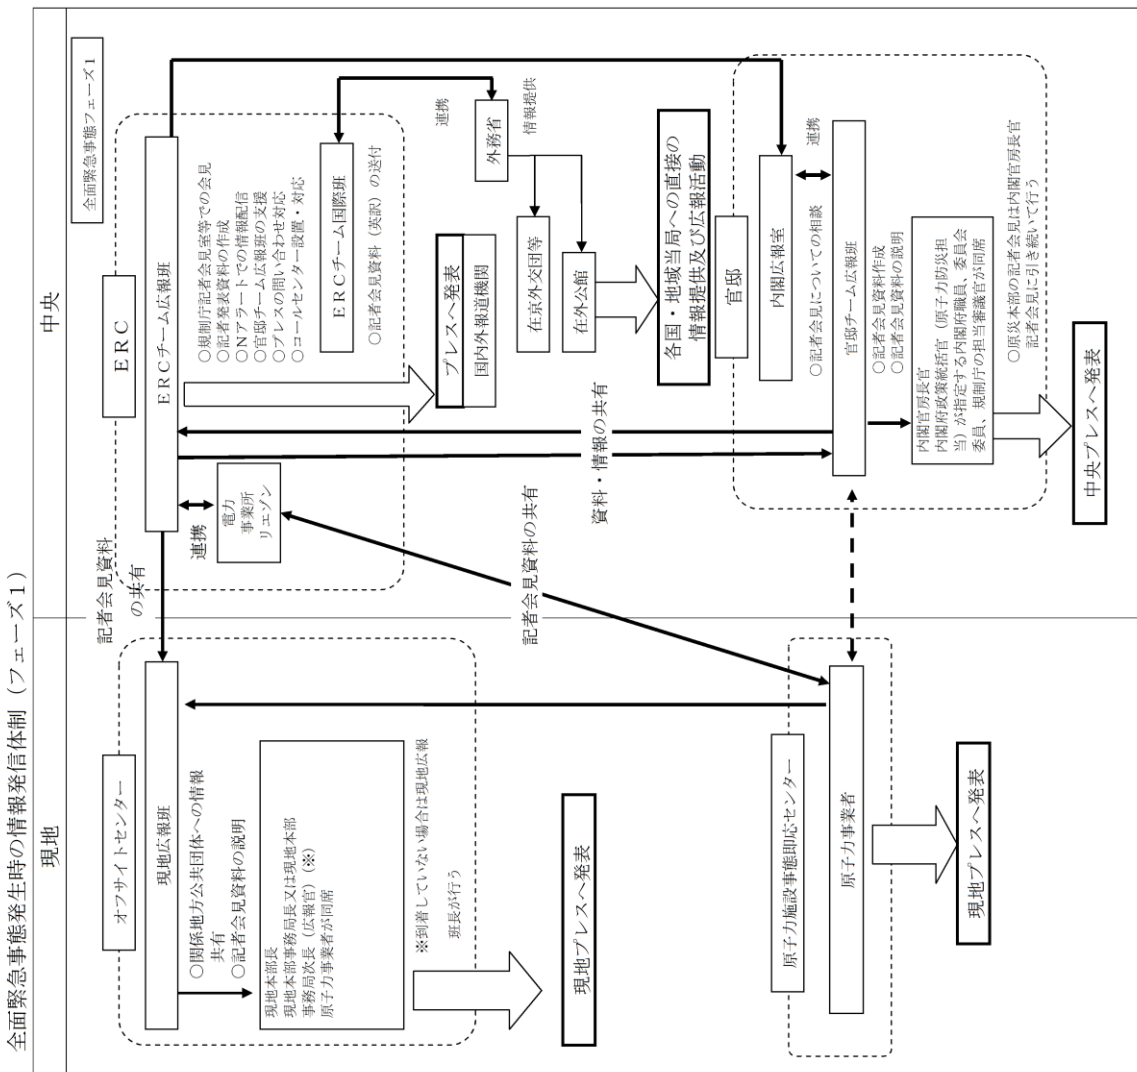 全面緊急事態発生時の情報発信体制（フェーズ１）
現地
中央
全面緊急事態フェーズ1
オフサイトセンター
現地広報班
○関係地方公共団体への情報
共有
○記者会見資料の説明
現地本部長
現地本部事務局長又は現地本部
事務局次長（広報官）（※）
原子力事業者が同席
※到着していない場合は現地広報
班長が行う
現地プレスへ発表
原子力施設事態即応センター
原子力事業者
現地プレスへ発表
記者会見資料
の共有
記者会見資料の共有
資料・情報の共有
ＥＲＣ
ＥＲＣチーム広報班
連携
電力
事業所
リエゾン
○規制庁記者会見室等での会見
○記者発表資料の作成
○Ｎアラートでの情報配信
○官邸チーム広報班の支援
○プレスの問い合わせ対応
○コールセンター設置・対応
ＥＲＣチーム国際班
○記者会見資料（英訳）の送付
プレスへ発表
国内外報道機関
連携
外務省
情報提供
在京外交団等
在外公館
各国・地域当局への直接の
情報提供及び広報活動
官邸
内閣広報室
○記者会見についての相談
連携
官邸チーム広報班
○記者会見資料作成
○記者会見資料の説明
内閣官房長官
内閣府政策統括官（原子力防災担
当）が指定する内閣府職員、委員会
委員、規制庁の担当審議官が同席
○原災本部の記者会見は内閣官房長官
記者会見に引き続いて行う
中央プレスへ発表